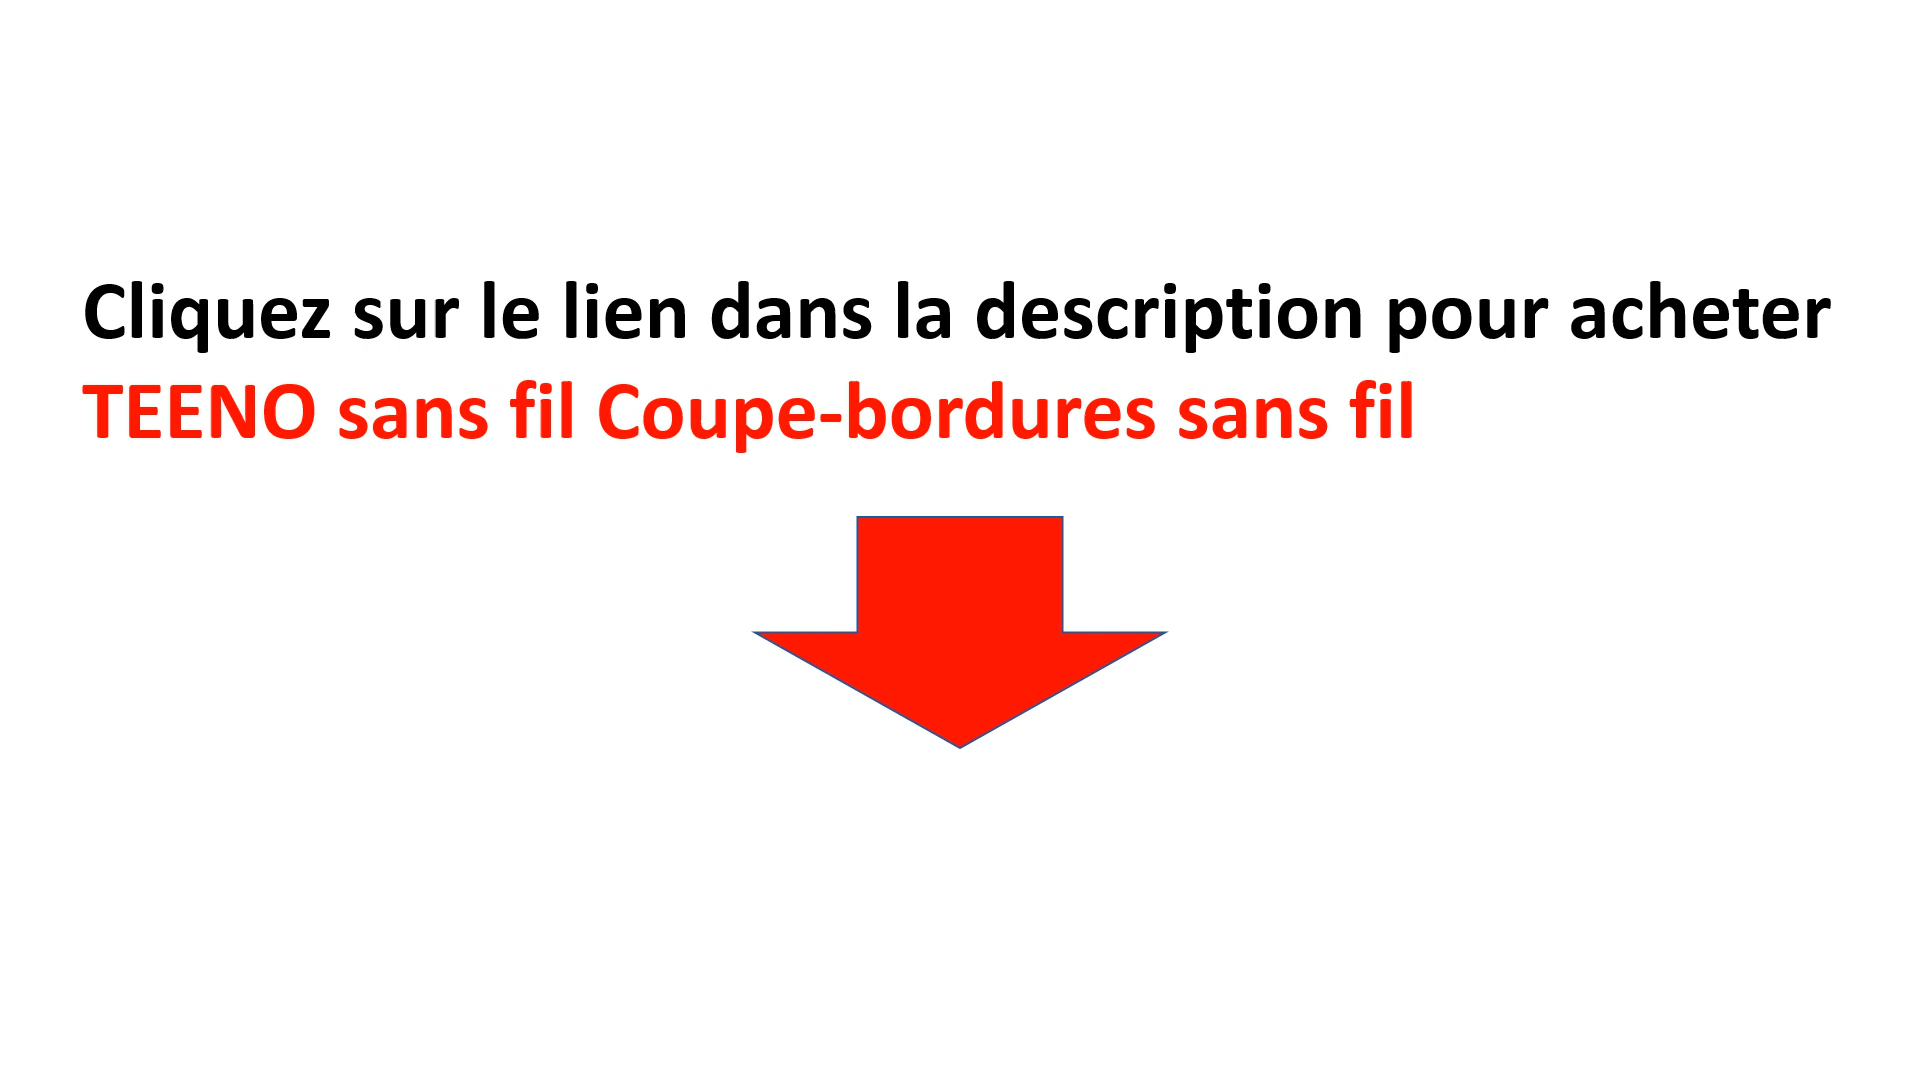 Cliquez sur le lien dans la description pour acheter
TEENO sans fil Coupe-bordures sans fil